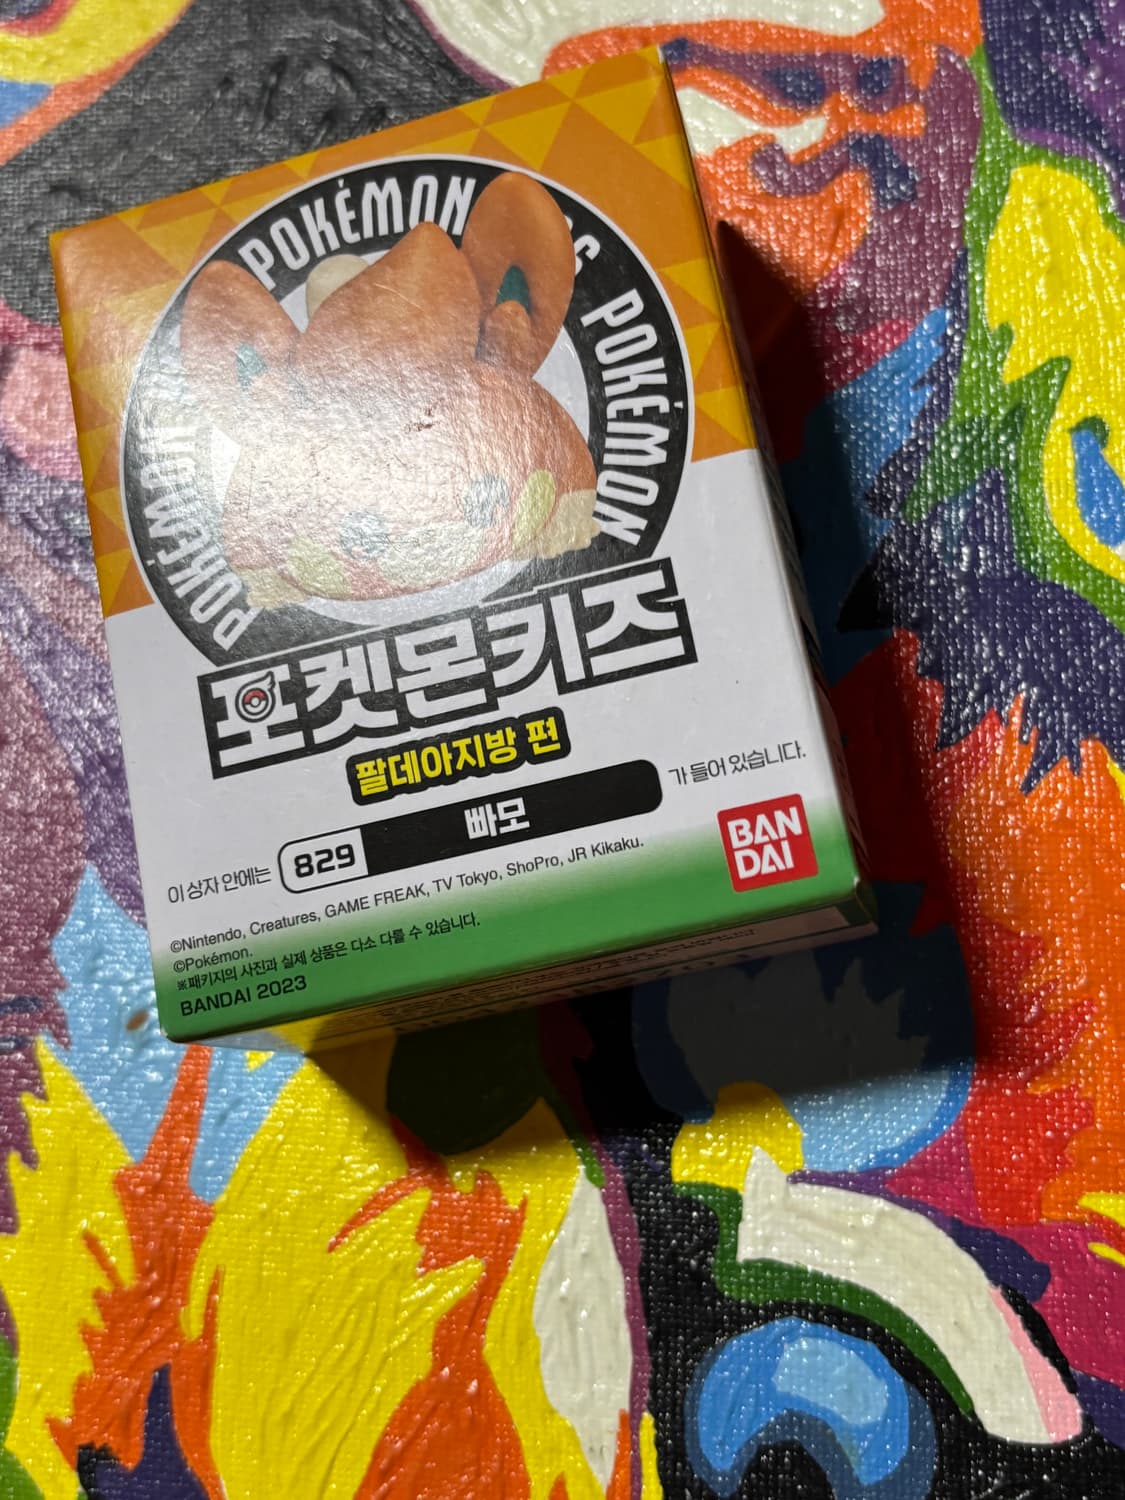 POKÉMON
POKÉMON
POKÉMON
포켓몬키즈
팔데아지방 편
이 상자 안에는 829 빠모 가 들어 있습니다.
BAN
DAI
©Nintendo, Creatures, GAME FREAK, TV Tokyo, ShoPro, JR Kikaku.
©Pokémon.
※패키지의 사진과 실제 상품은 다소 다를 수 있습니다.
BANDAI 2023